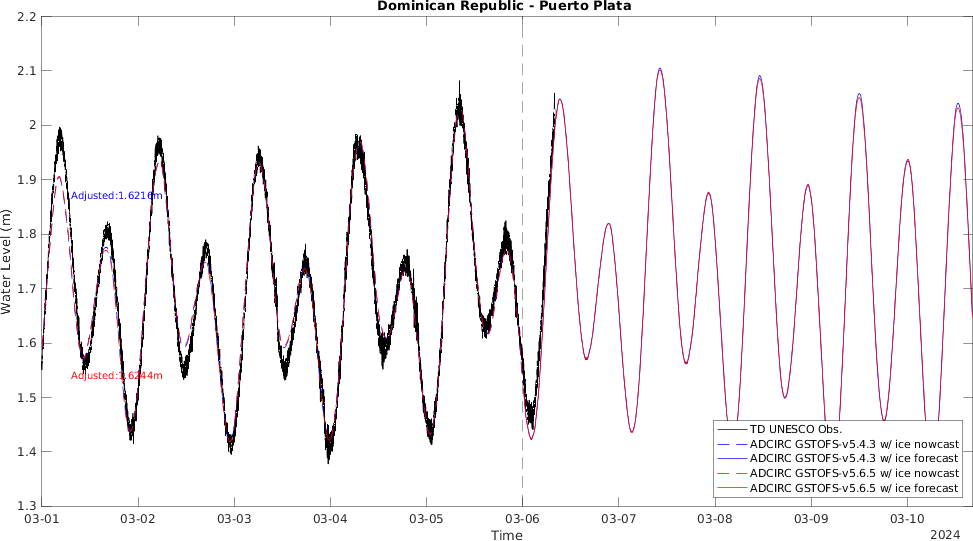 Dominican Republic - Puerto Plata
2.2
2.1
2
1.9
1.8
1.7
1.6
1.5
1.4
1.3
Water Level (m)
Adjusted:1.6216m
Adjusted:1.6244m
TD UNESCO Obs.
ADCIRC GSTOFS-v5.4.3 w/ ice nowcast
ADCIRC GSTOFS-v5.4.3 w/ ice forecast
ADCIRC GSTOFS-v5.6.5 w/ ice nowcast
ADCIRC GSTOFS-v5.6.5 w/ ice forecast
03-01 03-02 03-03 03-04 03-05 03-06 03-07 03-08 03-09 03-10
Time
2024